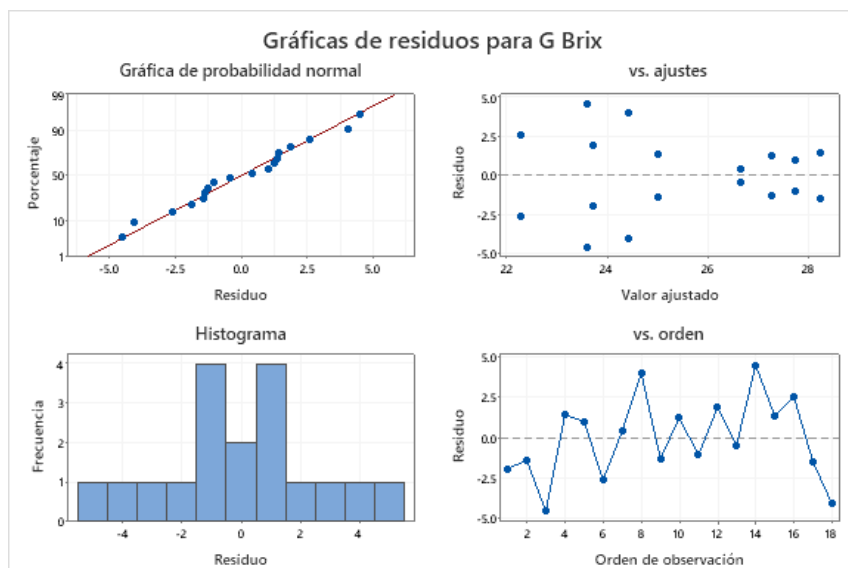 Gráficas de residuos para G Brix
Gráfica de probabilidad normal
99
90
50
10
1
Porcentaje
-5.0 -2.5 0.0 2.5 5.0
Residuo
vs. ajustes
5.0
2.5
0.0
-2.5
-5.0
Residuo
22 24 26 28
Valor ajustado
Histograma
4
3
2
1
0
Frecuencia
-4 -2 0 2 4
Residuo
vs. orden
5.0
2.5
0.0
-2.5
-5.0
Residuo
2 4 6 8 10 12 14 16 18
Orden de observación